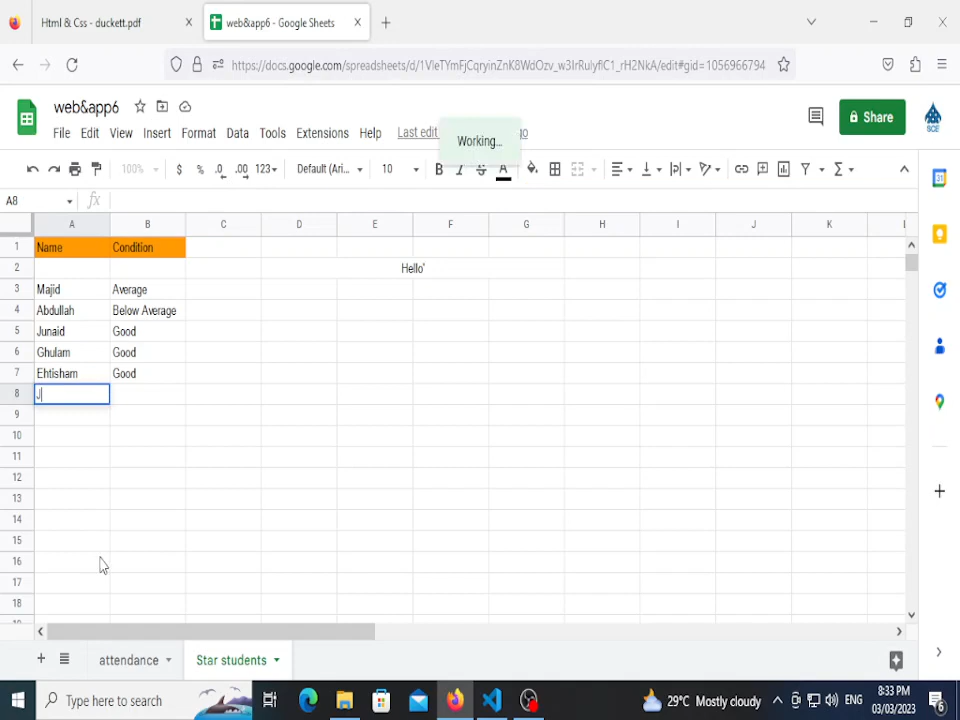 Html & Css - duckett.pdf
web&app6 - Google Sheets
https://docs.google.com/spreadsheets/d/
web&app6
File Edit View Insert Format Data Tools Extensions Help Last edit
Working...
Share
SCE
100% $ % .0 .00 123 Default (Ari... 10 B I S A
A8 fx
A B C D E F G H I J K
1 Name Condition
2 Hello'
3 Majid Average
4 Abdullah Below Average
5 Junaid Good
6 Ghulam Good
7 Ehtisham Good
8 J
9
10
11
12
13
14
15
16
17
18
attendance Star students
Type here to search
29°C Mostly cloudy ENG
8:33 PM
03/03/2023
6
31